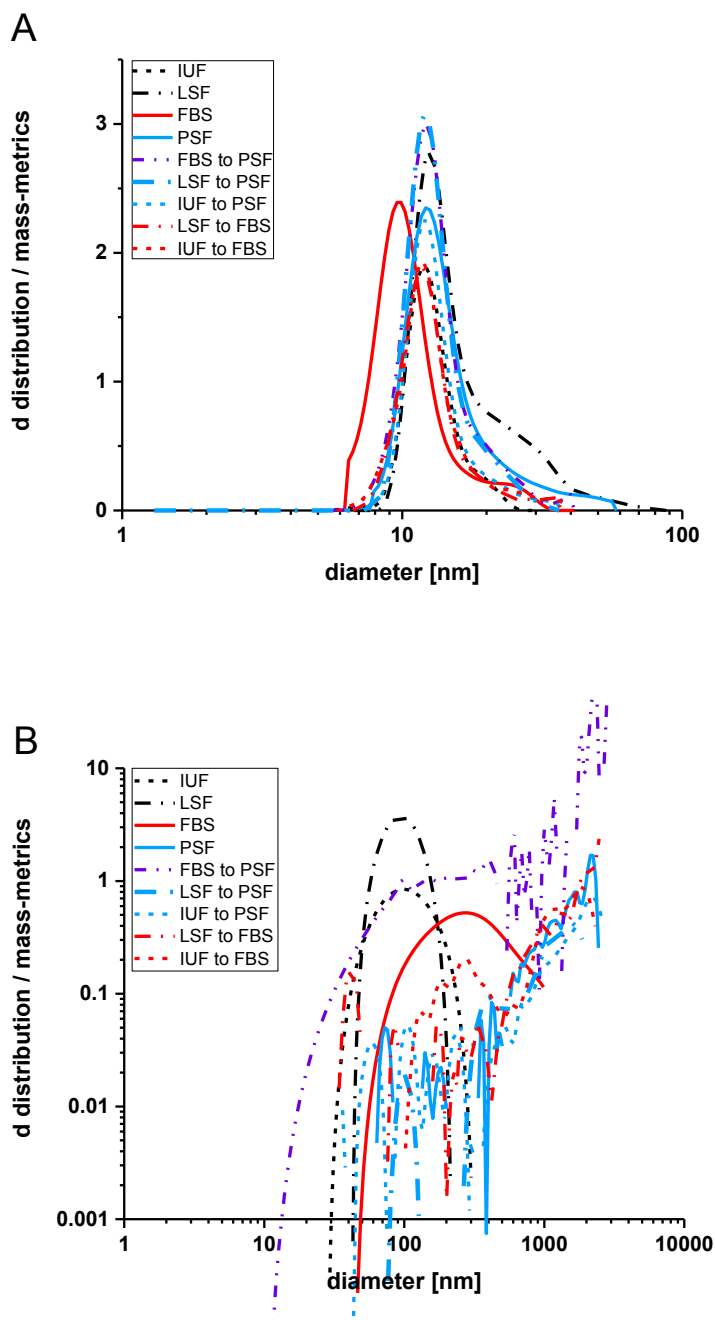 A
IUF
LSF
FBS
PSF
FBS to PSF
LSF to PSF
IUF to PSF
LSF to FBS
IUF to FBS
d distribution / mass-metrics
3
2
1
0
1 10 100
diameter [nm]
B
IUF
LSF
FBS
PSF
FBS to PSF
LSF to PSF
IUF to PSF
LSF to FBS
IUF to FBS
d distribution / mass-metrics
10
1
0.1
0.01
0.001
1 10 100 1000 10000
diameter [nm]